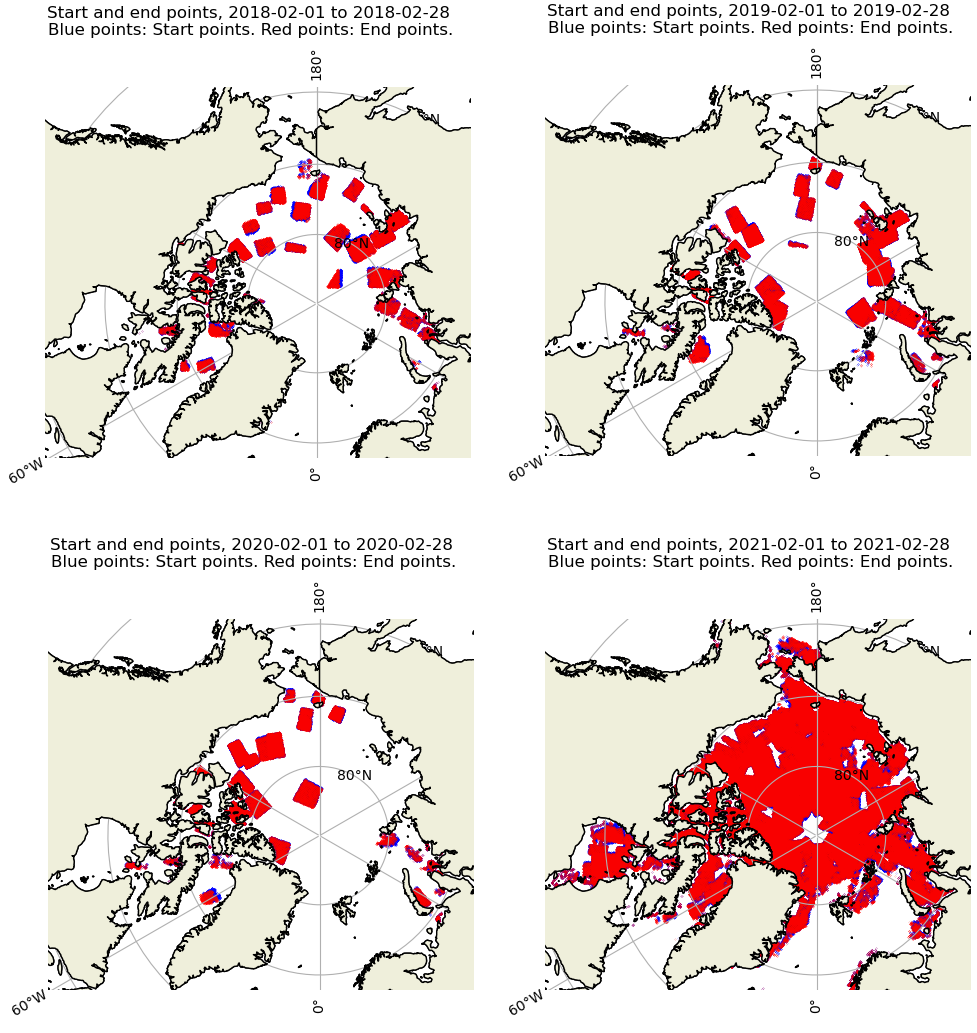 Start and end points, 2018-02-01 to 2018-02-28
Blue points: Start points. Red points: End points.
180°
N
80°N
60°W
0°
Start and end points, 2019-02-01 to 2019-02-28
Blue points: Start points. Red points: End points.
180°
N
80°N
60°W
0°
Start and end points, 2020-02-01 to 2020-02-28
Blue points: Start points. Red points: End points.
180°
N
80°N
60°W
0°
Start and end points, 2021-02-01 to 2021-02-28
Blue points: Start points. Red points: End points.
180°
N
80°N
60°W
0°